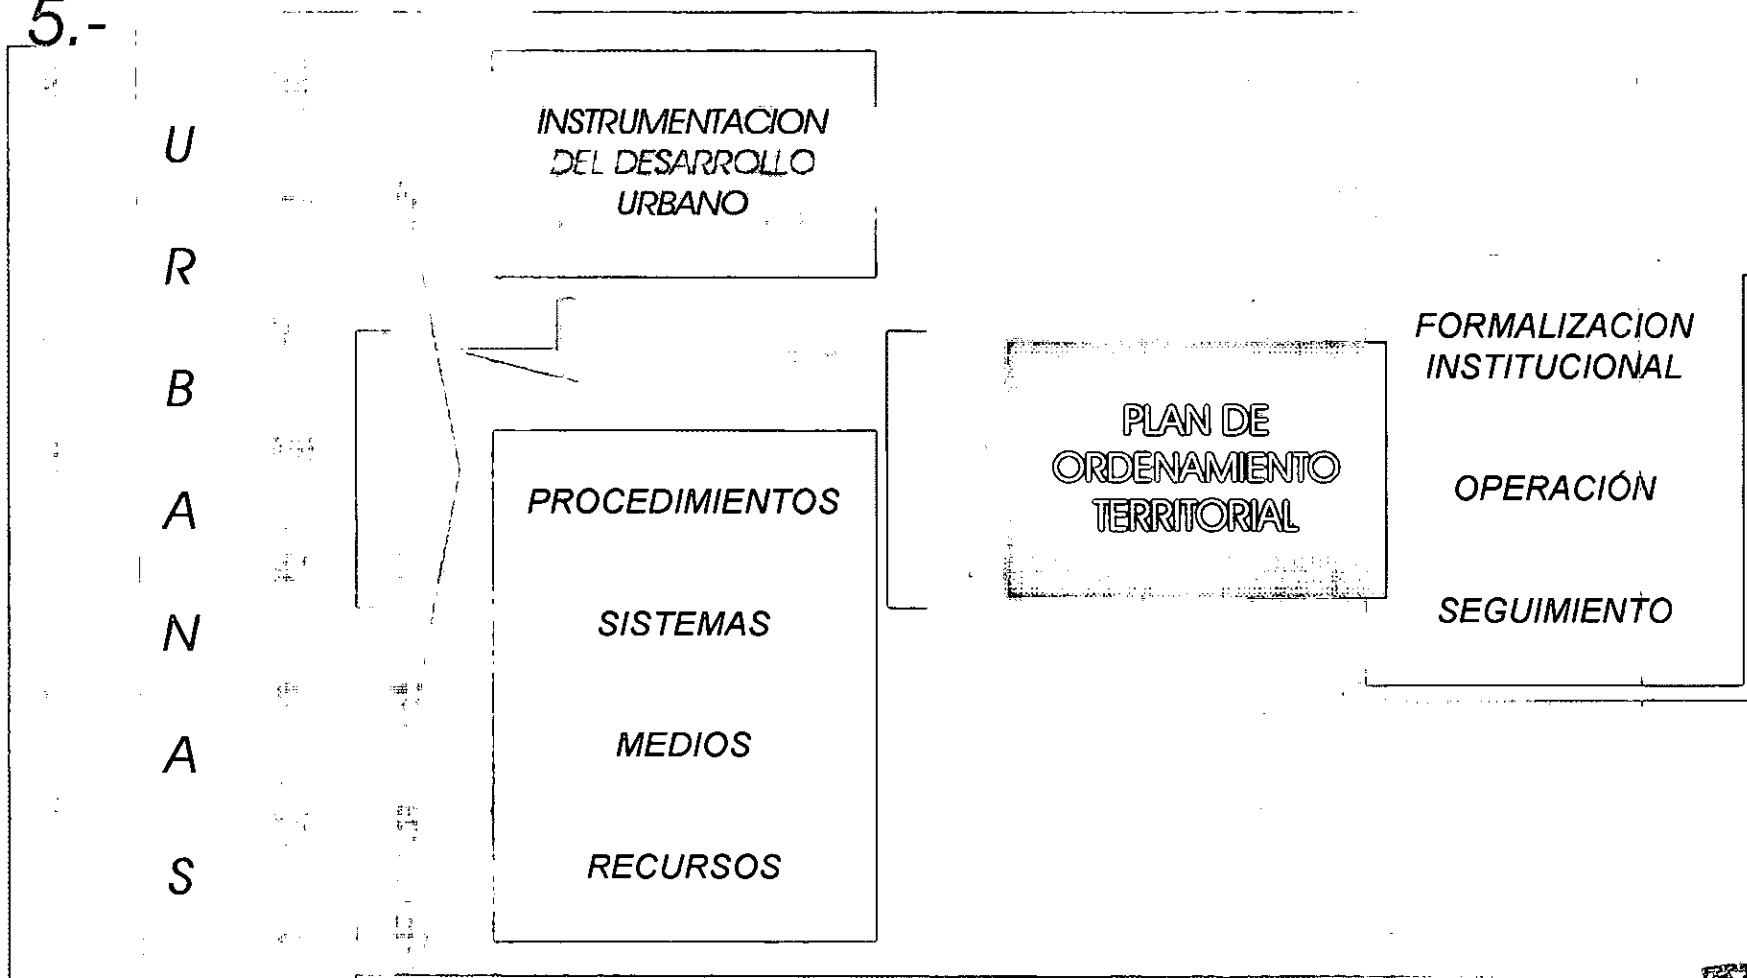 5.-
U
R
B
A
N
A
S
INSTRUMENTACION
DEL DESARROLLO
URBANO
PROCEDIMIENTOS
SISTEMAS
MEDIOS
RECURSOS
PLAN DE
ORDENAMIENTO
TERRITORIAL
FORMALIZACION
INSTITUCIONAL
OPERACIÓN
SEGUIMIENTO